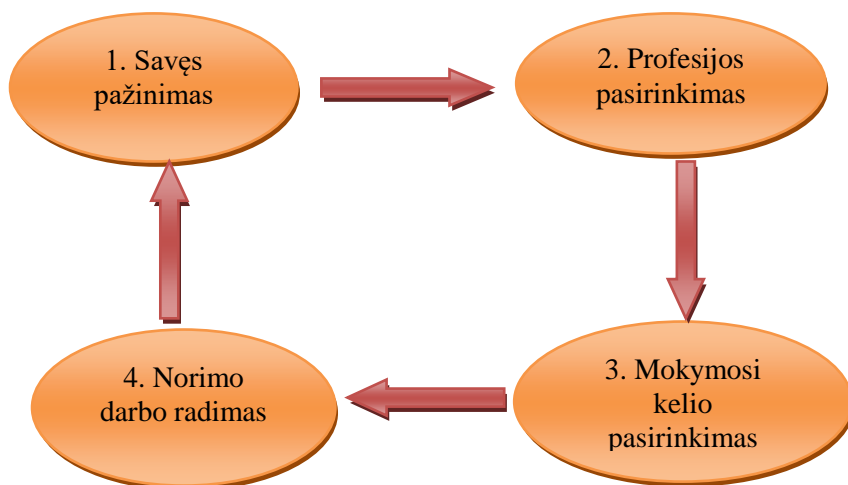 1. Savęs
pažinimas
2. Profesijos
pasirinkimas
3. Mokymosi
kelio
pasirinkimas
4. Norimo
darbo radimas